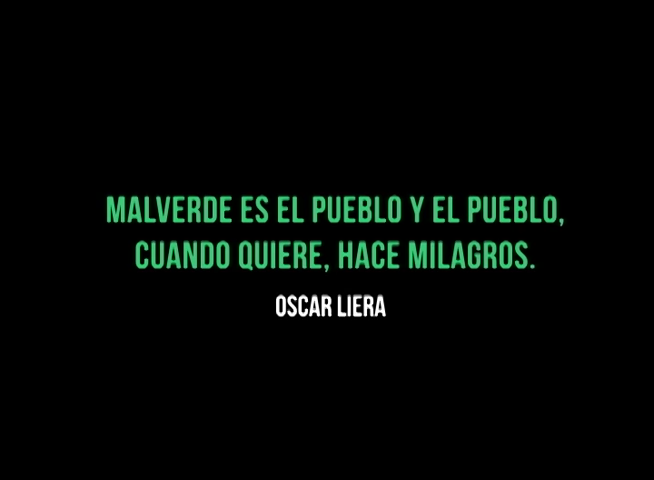 MALVERDE ES EL PUEBLO Y EL PUEBLO,
CUANDO QUIERE, HACE MILAGROS.
OSCAR LIERA